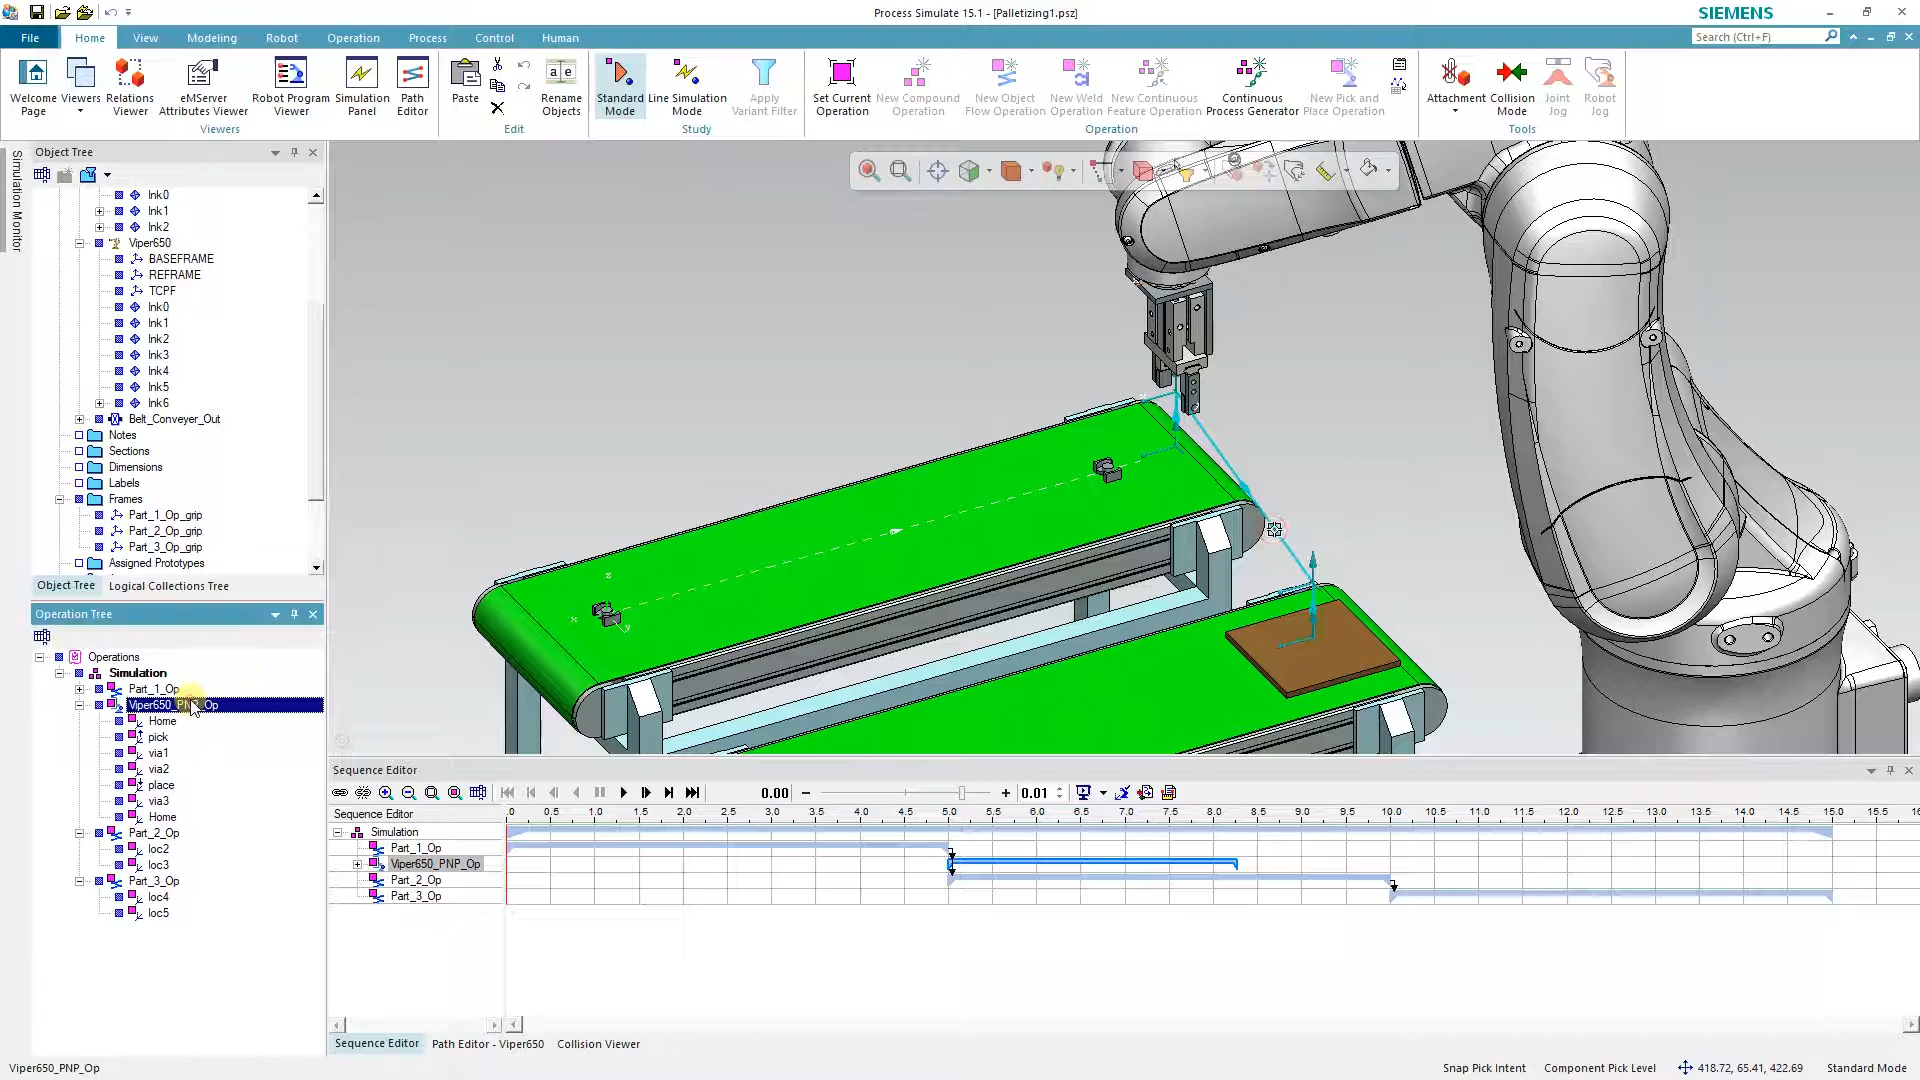 Process Simulate 15.1 - [Palletizing1.psz]
SIEMENS
File Home View Modeling Robot Operation Process Control Human
Search (Ctrl+F)
Welcome Page
Viewers
Relations Viewer
eMServer Attributes Viewer
Robot Program Viewer
Simulation Panel
Path Editor
Paste
Rename Objects
Standard Mode
Line Simulation Mode
Apply Variant Filter
Set Current Operation
New Compound Operation
New Object Flow Operation
New Weld Operation
New Continuous Feature Operation
Continuous Process Generator
New Pick and Place Operation
Attachment
Collision Mode
Joint Jog
Robot Jog
Viewers Edit Study Operation Tools
Simulation Monitor
Object Tree
lnk0
lnk1
lnk2
Viper650
BASEFRAME
REFRAME
TCPF
lnk0
lnk1
lnk2
lnk3
lnk4
lnk5
lnk6
Belt_Conveyer_Out
Notes
Sections
Dimensions
Labels
Frames
Part_1_Op_grip
Part_2_Op_grip
Part_3_Op_grip
Assigned Prototypes
Object Tree Logical Collections Tree
Operation Tree
Operations
Simulation
Part_1_Op
Viper650_PNP_Op
Home
pick
via1
via2
place
via3
Home
Part_2_Op
loc2
loc3
Part_3_Op
loc4
loc5
Sequence Editor
0.00 0.01
Sequence Editor .0 .5 1.0 1.5 2.0 2.5 3.0 3.5 4.0 4.5 5.0 5.5 6.0 6.5 7.0 7.5 8.0 8.5 9.0 9.5 10.0 10.5 11.0 11.5 12.0 12.5 13.0 13.5 14.0 14.5 15.0 15.5
Simulation
Part_1_Op
Viper650_PNP_Op
Part_2_Op
Part_3_Op
Sequence Editor Path Editor - Viper650 Collision Viewer
Viper650_PNP_Op
Snap Pick Intent Component Pick Level 418.72, 65.41, 422.69 Standard Mode